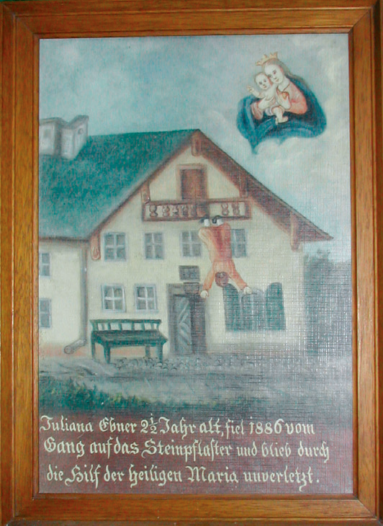 Juliana Ebner 2½ Jahr alt, fiel 1886 vom
Gang auf das Steinpflaster und blieb durch
die Hilf der heiligen Maria unverletzt.